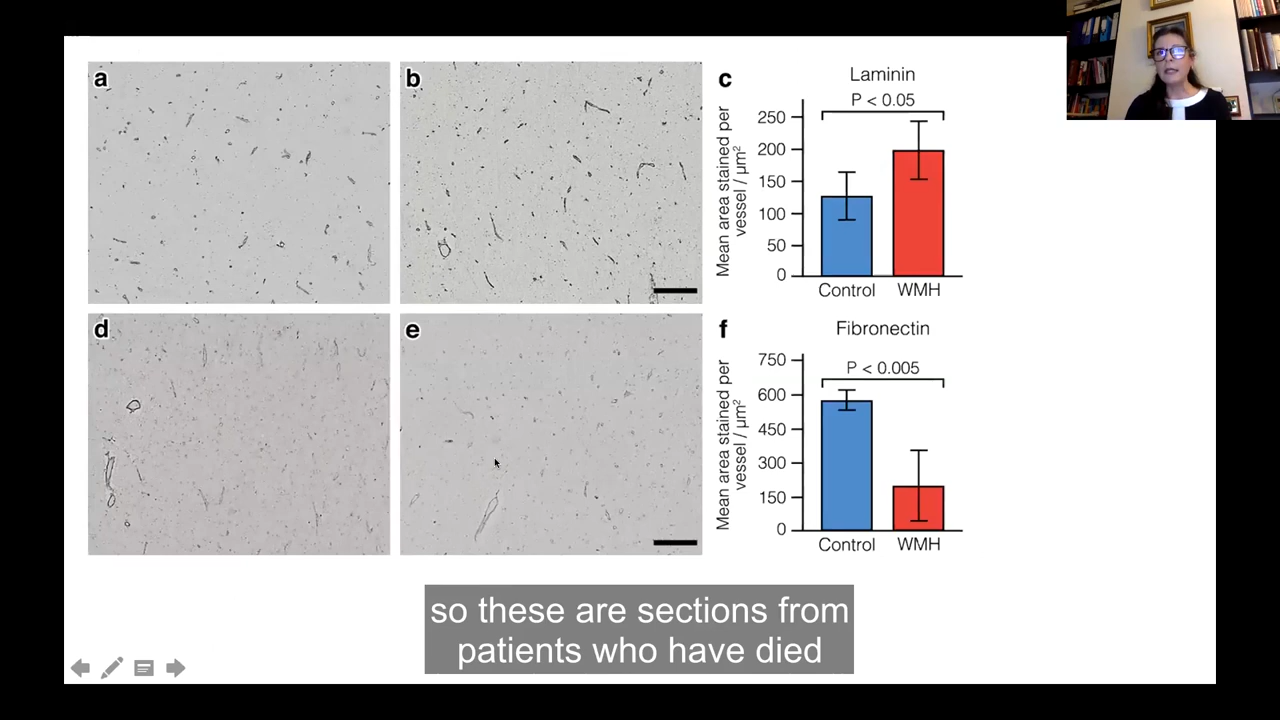 a
b
c
Laminin
P < 0.05
Mean area stained per
vessel / µm²
250
200
150
100
50
0
Control
WMH
d
e
f
Fibronectin
P < 0.005
Mean area stained per
vessel / µm²
750
600
450
300
150
0
Control
WMH
so these are sections from
patients who have died